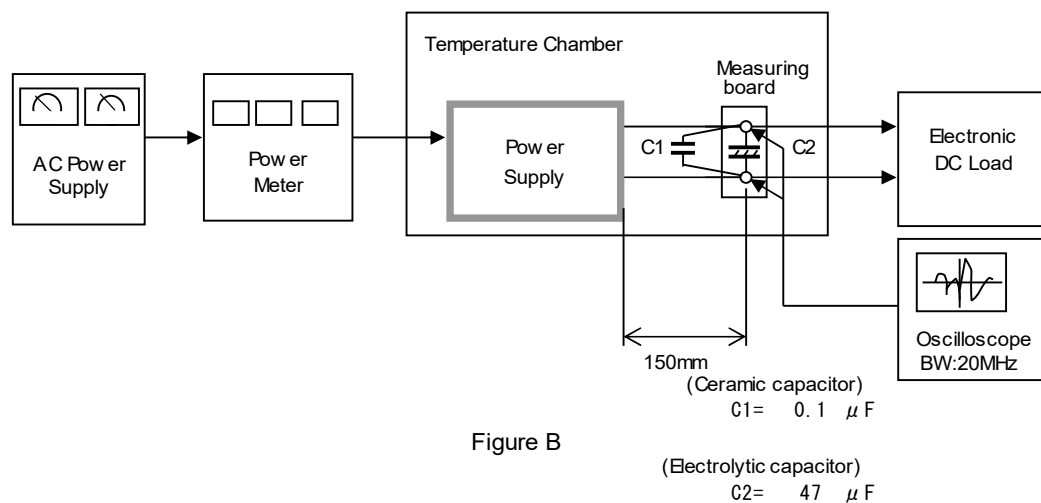 Temperature Chamber
Measuring
board
AC Power
Supply
Power
Meter
Power
Supply
C1
C2
Electronic
DC Load
Oscilloscope
BW:20MHz
150mm
(Ceramic capacitor)
C1= 0.1 μF
Figure B
(Electrolytic capacitor)
C2= 47 μF